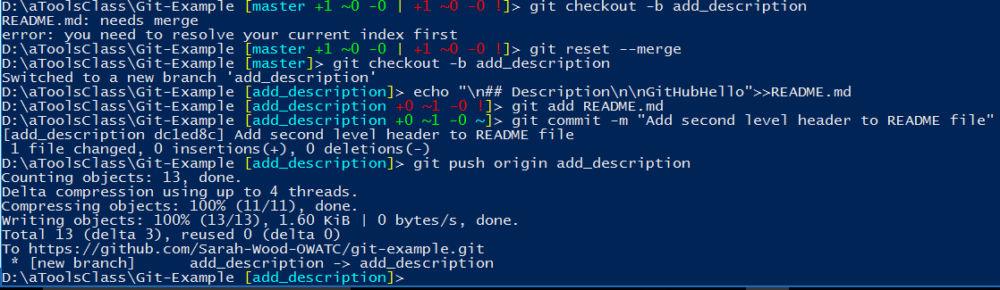 D:\aToolsClass\Git-Example [master +1 ~0 -0 | +1 ~0 -0 !]> git checkout -b add_description
README.md: needs merge
error: you need to resolve your current index first
D:\aToolsClass\Git-Example [master +1 ~0 -0 | +1 ~0 -0 !]> git reset --merge
D:\aToolsClass\Git-Example [master]> git checkout -b add_description
Switched to a new branch 'add_description'
D:\aToolsClass\Git-Example [add_description]> echo "\n## Description\n\nGitHubHello">>README.md
D:\aToolsClass\Git-Example [add_description +0 ~1 -0 !]> git add README.md
D:\aToolsClass\Git-Example [add_description +0 ~1 -0 ~]> git commit -m "Add second level header to README file"
[add_description dc1ed8c] Add second level header to README file
 1 file changed, 0 insertions(+), 0 deletions(-)
D:\aToolsClass\Git-Example [add_description]> git push origin add_description
Counting objects: 13, done.
Delta compression using up to 4 threads.
Compressing objects: 100% (11/11), done.
Writing objects: 100% (13/13), 1.60 KiB | 0 bytes/s, done.
Total 13 (delta 3), reused 0 (delta 0)
To https://github.com/Sarah-Wood-OWATC/git-example.git
 * [new branch]      add_description -> add_description
D:\aToolsClass\Git-Example [add_description]>